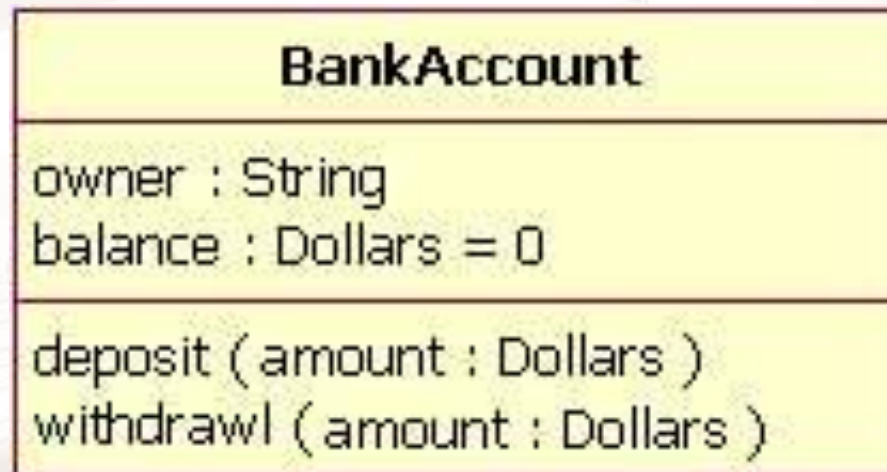 BankAccount
owner : String
balance : Dollars = 0
deposit ( amount : Dollars )
withdrawl ( amount : Dollars )